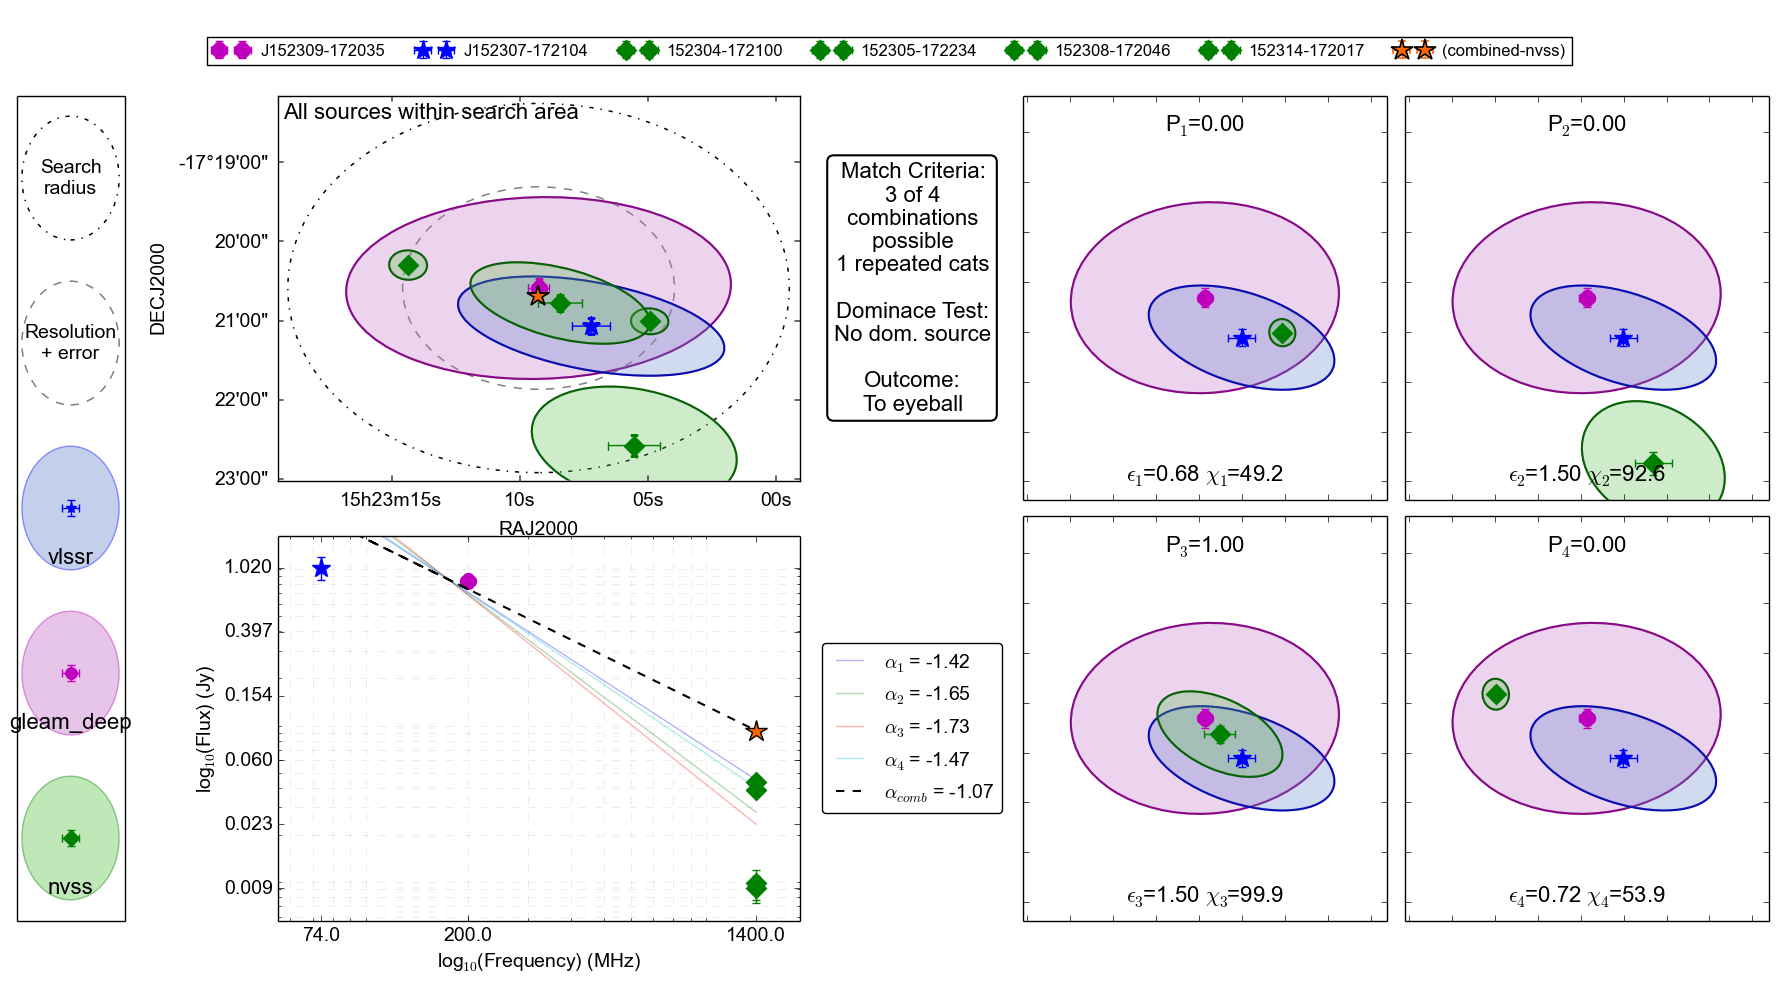 J152309-172035 J152307-172104 152304-172100 152305-172234 152308-172046 152314-172017 (combined-nvss)
Search
radius
Resolution
+ error
vlssr
gleam_deep
nvss
All sources within search area
DECJ2000
-17°19'00"
20'00"
21'00"
22'00"
23'00"
15h23m15s 10s 05s 00s
RAJ2000
Match Criteria:
3 of 4
combinations
possible
1 repeated cats
Dominace Test:
No dom. source
Outcome:
To eyeball
P1=0.00
ϵ1=0.68 χ1=49.2
P2=0.00
ϵ2=1.50 χ2=92.6
log10(Flux) (Jy)
1.020
0.397
0.154
0.060
0.023
0.009
74.0 200.0 1400.0
log10(Frequency) (MHz)
α1 = -1.42
α2 = -1.65
α3 = -1.73
α4 = -1.47
αcomb = -1.07
P3=1.00
ϵ3=1.50 χ3=99.9
P4=0.00
ϵ4=0.72 χ4=53.9